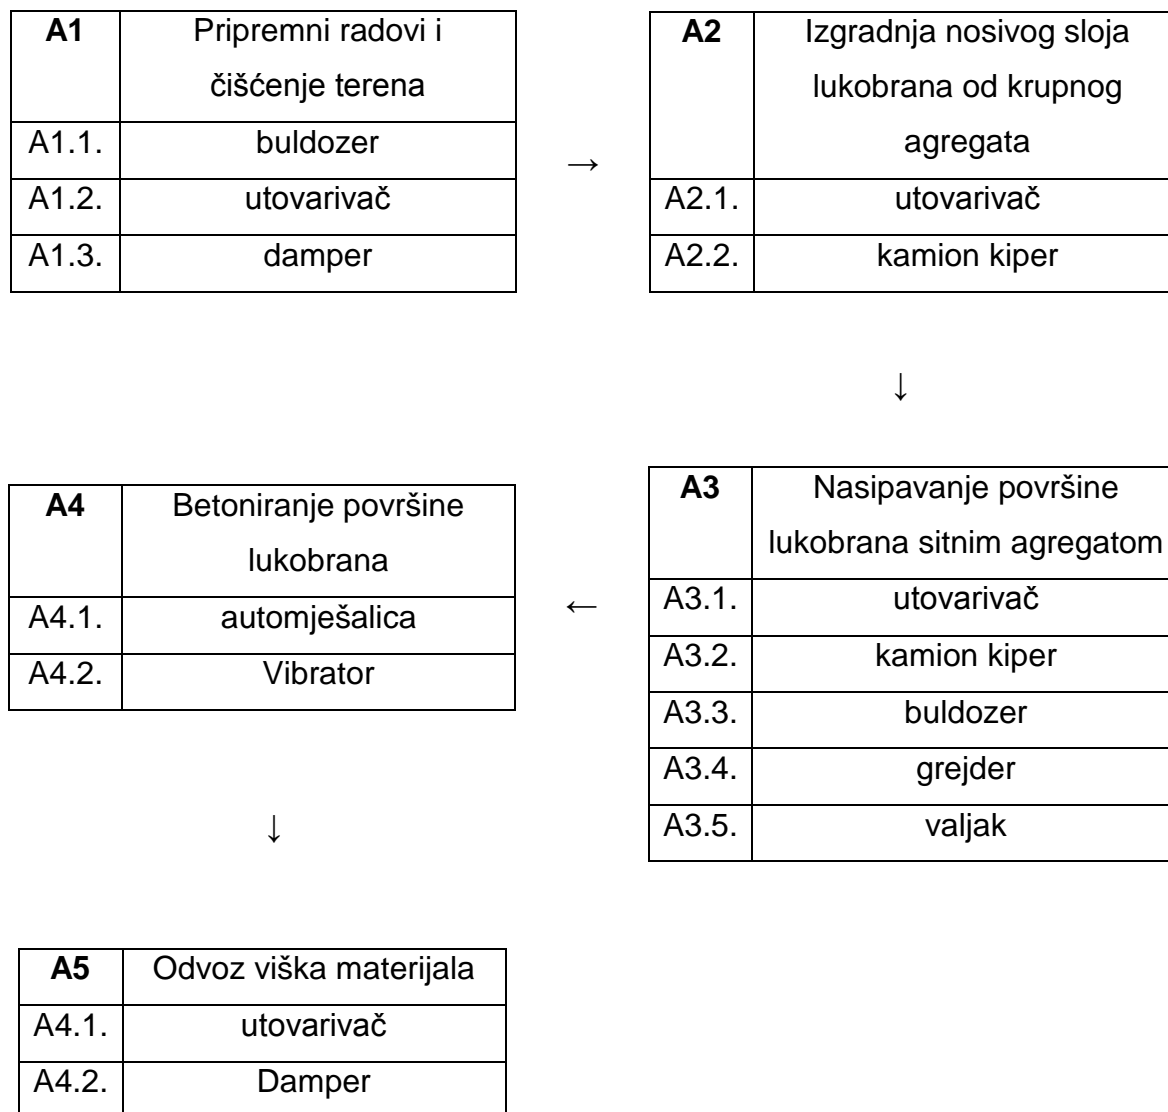 A1 Pripremni radovi i
čišćenje terena
A1.1. buldozer
A1.2. utovarivač
A1.3. damper
→
A2 Izgradnja nosivog sloja
lukobrana od krupnog
agregata
A2.1. utovarivač
A2.2. kamion kiper
↓
A3 Nasipavanje površine
lukobrana sitnim agregatom
A3.1. utovarivač
A3.2. kamion kiper
A3.3. buldozer
A3.4. grejder
A3.5. valjak
←
A4 Betoniranje površine
lukobrana
A4.1. automješalica
A4.2. Vibrator
↓
A5 Odvoz viška materijala
A4.1. utovarivač
A4.2. Damper